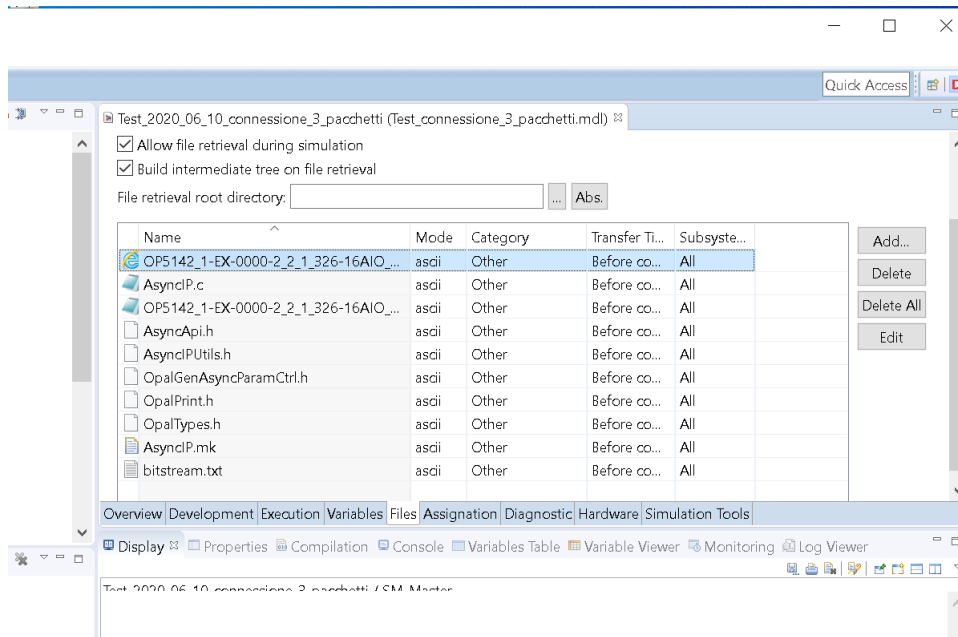 Quick Access
Test_2020_06_10_connessione_3_pacchetti (Test_connessione_3_pacchetti.mdl)
Allow file retrieval during simulation
Build intermediate tree on file retrieval
File retrieval root directory: ... Abs.
Name Mode Category Transfer Ti... Subsyste...
OP5142_1-EX-0000-2_2_1_326-16AIO_... ascii Other Before co... All
AsyncIP.c ascii Other Before co... All
OP5142_1-EX-0000-2_2_1_326-16AIO_... ascii Other Before co... All
AsyncApi.h ascii Other Before co... All
AsyncIPUtils.h ascii Other Before co... All
OpalGenAsyncParamCtrl.h ascii Other Before co... All
OpalPrint.h ascii Other Before co... All
OpalTypes.h ascii Other Before co... All
AsyncIP.mk ascii Other Before co... All
bitstream.txt ascii Other Before co... All
Add...
Delete
Delete All
Edit
Overview Development Execution Variables Files Assignation Diagnostic Hardware Simulation Tools
Display Properties Compilation Console Variables Table Variable Viewer Monitoring Log Viewer
Test_2020_06_10_connessione_3_pacchetti / SM_Master